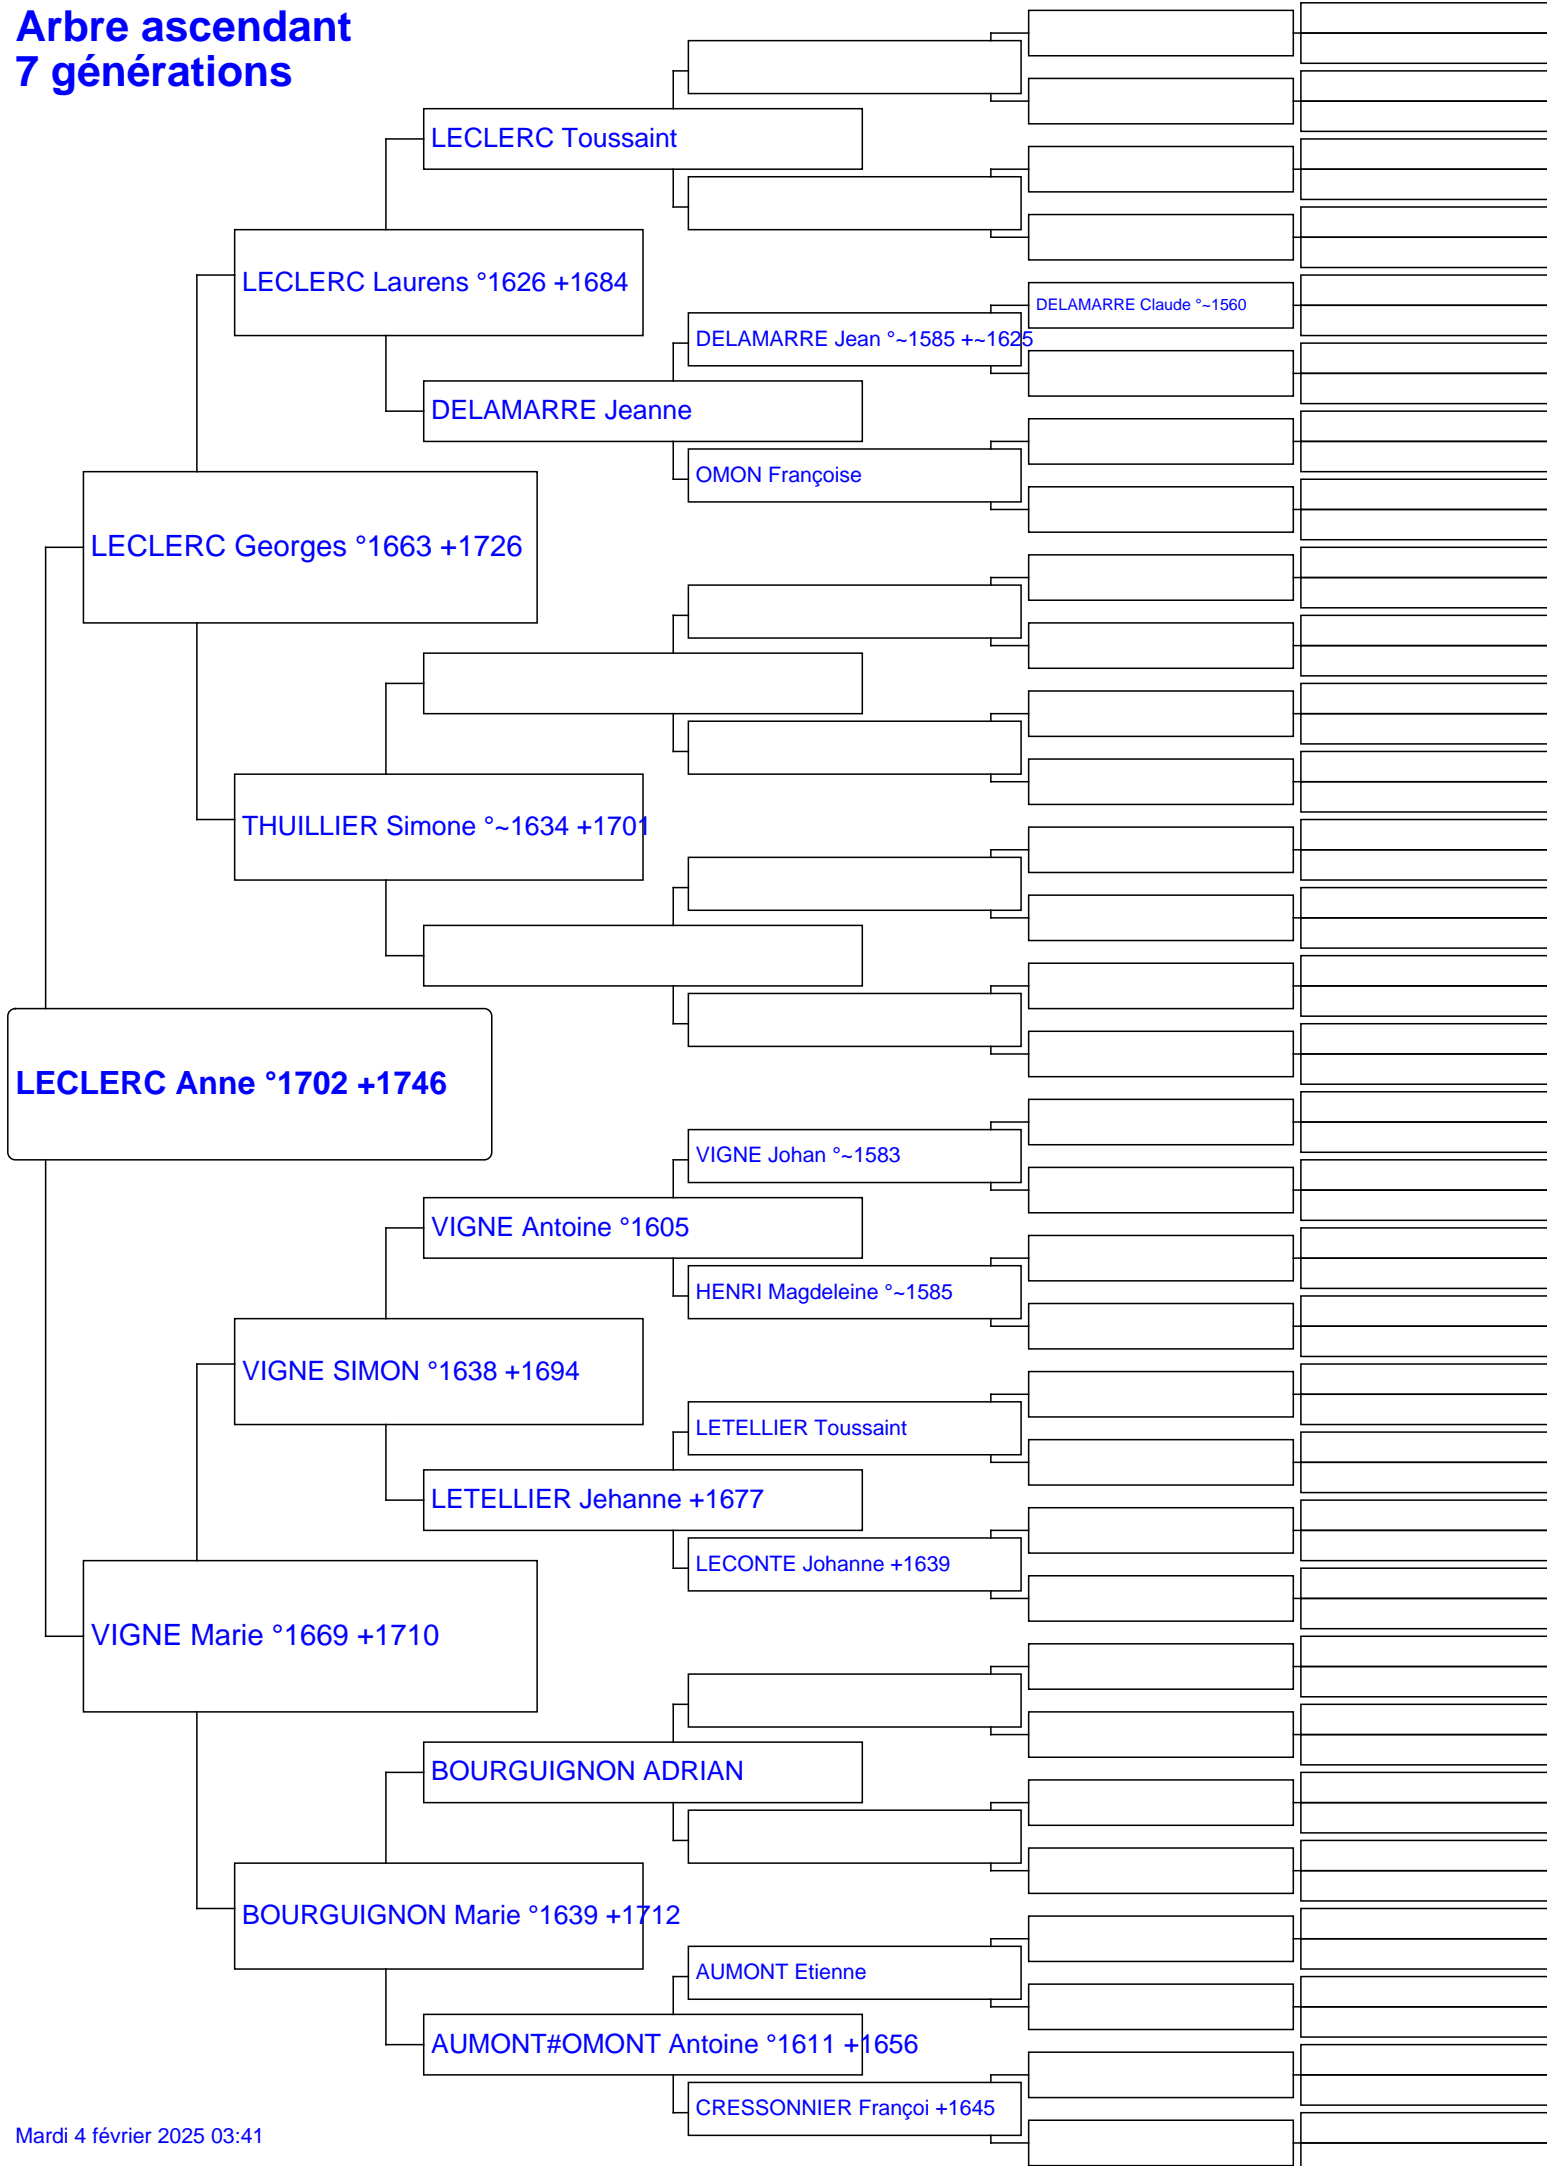 Arbre ascendant
7 générations
LECLERC Toussaint
LECLERC Laurens °1626 +1684
DELAMARRE Claude °~1560
DELAMARRE Jean °~1585 +~1625
DELAMARRE Jeanne
OMON Françoise
LECLERC Georges °1663 +1726
THUILLIER Simone °~1634 +1701
LECLERC Anne °1702 +1746
VIGNE Johan °~1583
VIGNE Antoine °1605
HENRI Magdeleine °~1585
VIGNE SIMON °1638 +1694
LETELLIER Toussaint
LETELLIER Jehanne +1677
LECONTE Johanne +1639
VIGNE Marie °1669 +1710
BOURGUIGNON ADRIAN
BOURGUIGNON Marie °1639 +1712
AUMONT Etienne
AUMONT#OMONT Antoine °1611 +1656
CRESSONNIER Françoi +1645
Mardi 4 février 2025 03:41